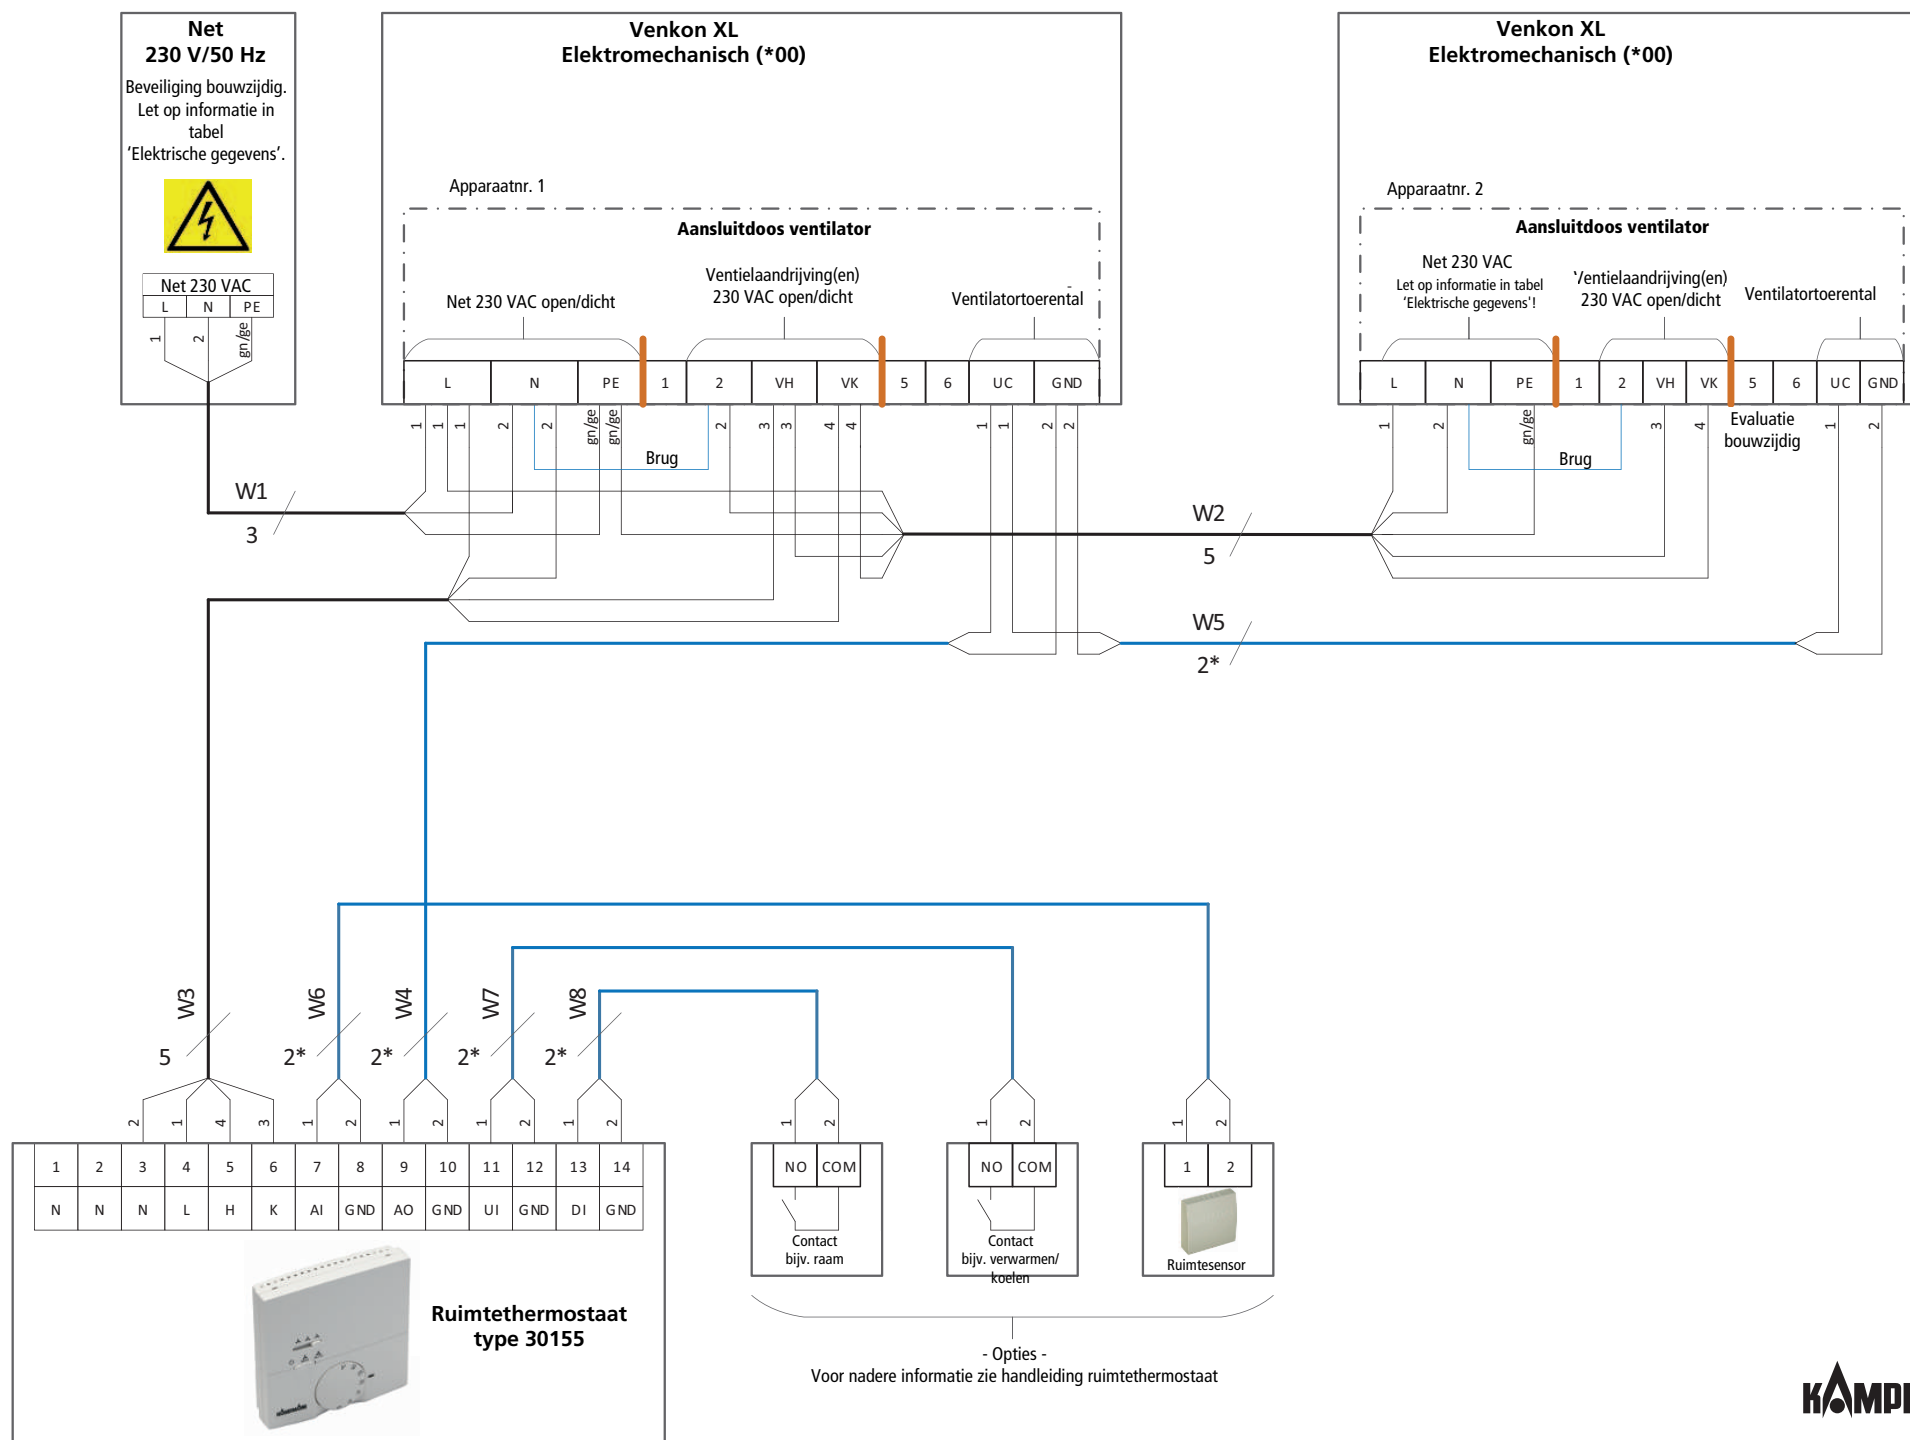 Net
230 V/50 Hz
Beveiliging bouwzijdig.
Let op informatie in
tabel
'Elektrische gegevens'.
Net 230 VAC
L N PE
1 2 gn/ge
Venkon XL
Elektromechanisch (*00)
Apparaatnr. 1
Aansluitdoos ventilator
Net 230 VAC open/dicht
Ventielaandrijving(en)
230 VAC open/dicht
Ventilatortoerental
L N PE 1 2 VH VK 5 6 UC GND
1 1 1 2 2 gn/ge gn/ge 2 3 3 4 4 1 1 2 2
Brug
Venkon XL
Elektromechanisch (*00)
Apparaatnr. 2
Aansluitdoos ventilator
Net 230 VAC
Let op informatie in tabel
'Elektrische gegevens'!
Ventielaandrijving(en)
230 VAC open/dicht
Ventilatortoerental
L N PE 1 2 VH VK 5 6 UC GND
1 2 gn/ge 3 4 1 2
Evaluatie
bouwzijdig
Brug
W1
3
W2
5
W5
2*
W3
5
W6
2*
W4
2*
W7
2*
W8
2*
2 1 4 3 1 2 1 2 1 2 1 2
1 2 3 4 5 6 7 8 9 10 11 12 13 14
N N N L H K AI GND AO GND UI GND DI GND
Ruimtethermostaat
type 30155
1 2
NO COM
Contact
bijv. raam
1 2
NO COM
Contact
bijv. verwarmen/
koelen
1 2
1 2
Ruimtesensor
- Opties -
Voor nadere informatie zie handleiding ruimtethermostaat